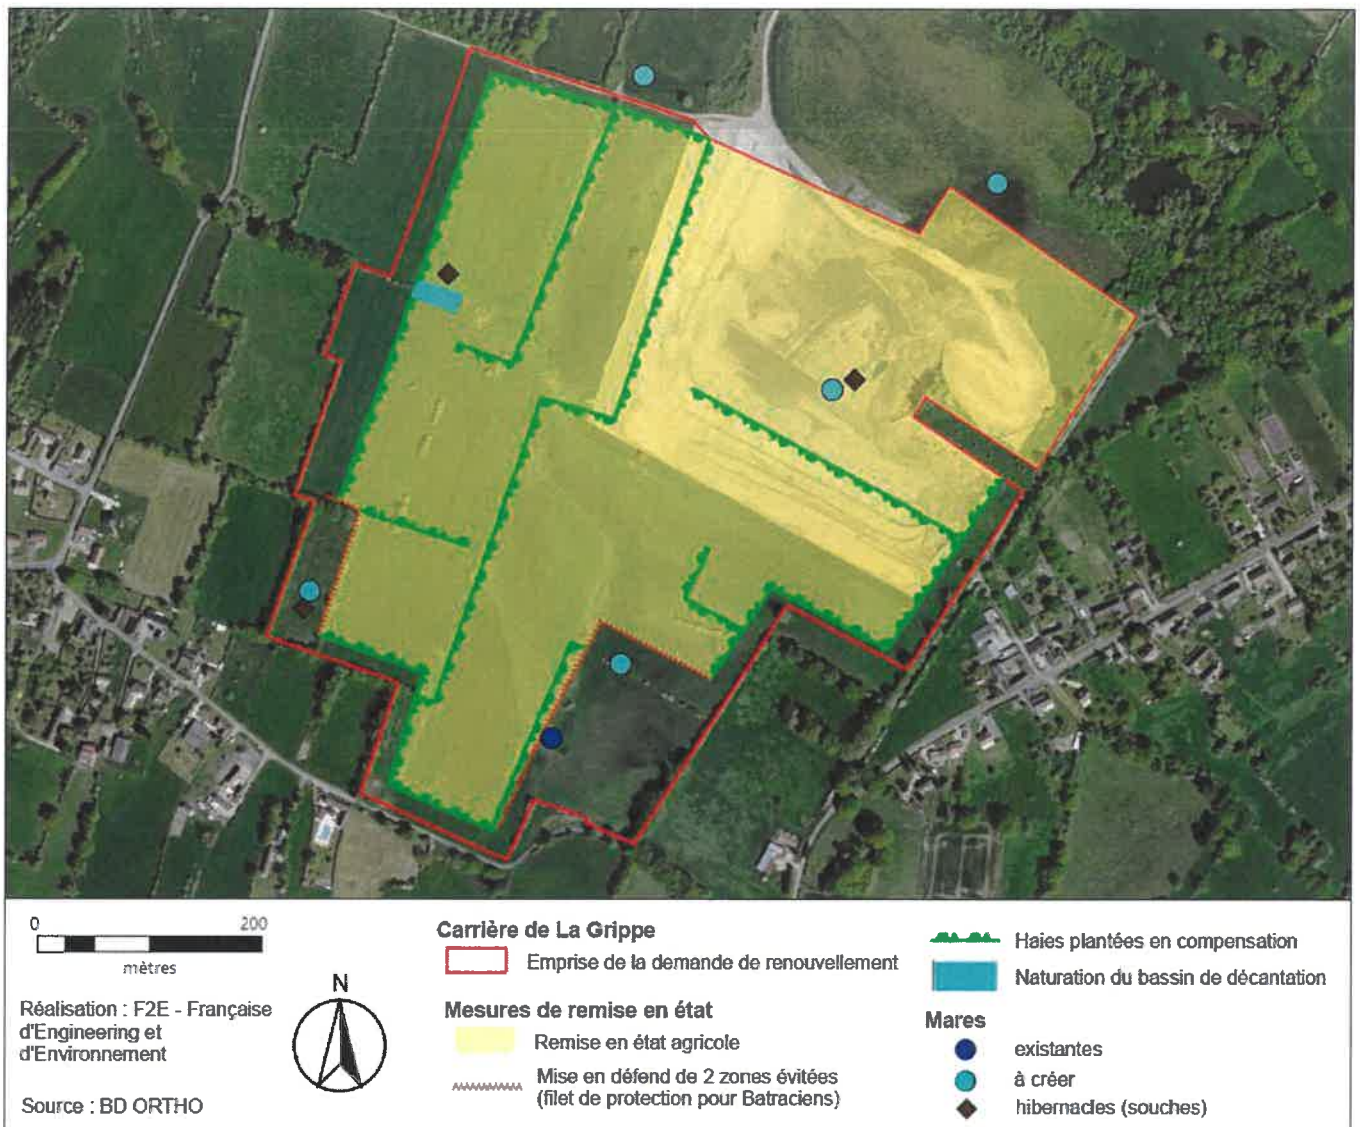 0 200
mètres
N
Réalisation : F2E - Française
d'Engineering et
d'Environnement
Source : BD ORTHO
Carrière de La Grippe
Emprise de la demande de renouvellement
Mesures de remise en état
Remise en état agricole
Mise en défend de 2 zones évitées
(filet de protection pour Batraciens)
Haies plantées en compensation
Naturation du bassin de décantation
Mares
existantes
à créer
hibernacles (souches)